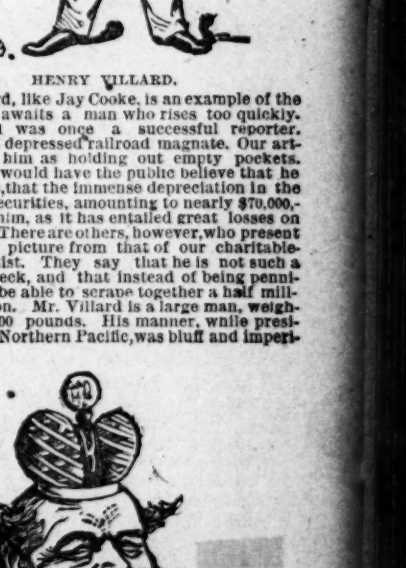 HENRY VILLARD.
rd, like Jay Cooke, is an example of the
awaits a man who rises too quickly.
l was once a successful reporter.
depressed railroad magnate. Our art-
him as holding out empty pockets.
would have the public believe that he
,that the immense depreciation in the
ecurities, amounting to nearly $70,000,-
him, as it has entailed great losses on
There are others, however, who present
picture from that of our charitable-
ist. They say that he is not such a
eck, and that instead of being penni-
be able to scrape together a half mill-
on. Mr. Villard is a large man, weigh-
00 pounds. His manner, while presi-
Northern Pacific, was bluff and imperi-